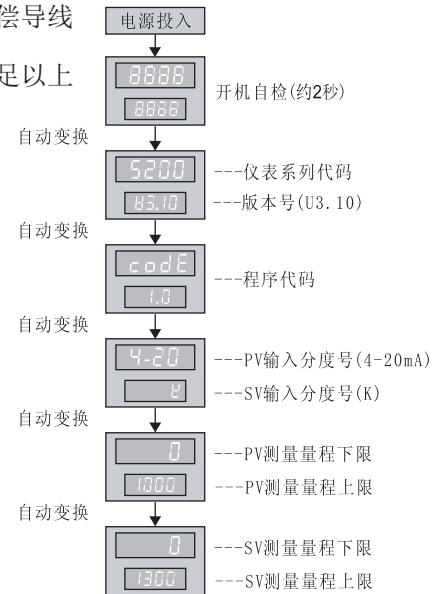 偿导线
电源投入
足以上
8888
8888
开机自检(约2秒)
自动变换
S200
---仪表系列代码
U3.10
---版本号(U3.10)
自动变换
codE
1.0
---程序代码
自动变换
4-20
---PV输入分度号(4-20mA)
---SV输入分度号(K)
自动变换
0
---PV测量量程下限
1000
---PV测量量程上限
自动变换
0
---SV测量量程下限
1300
---SV测量量程上限